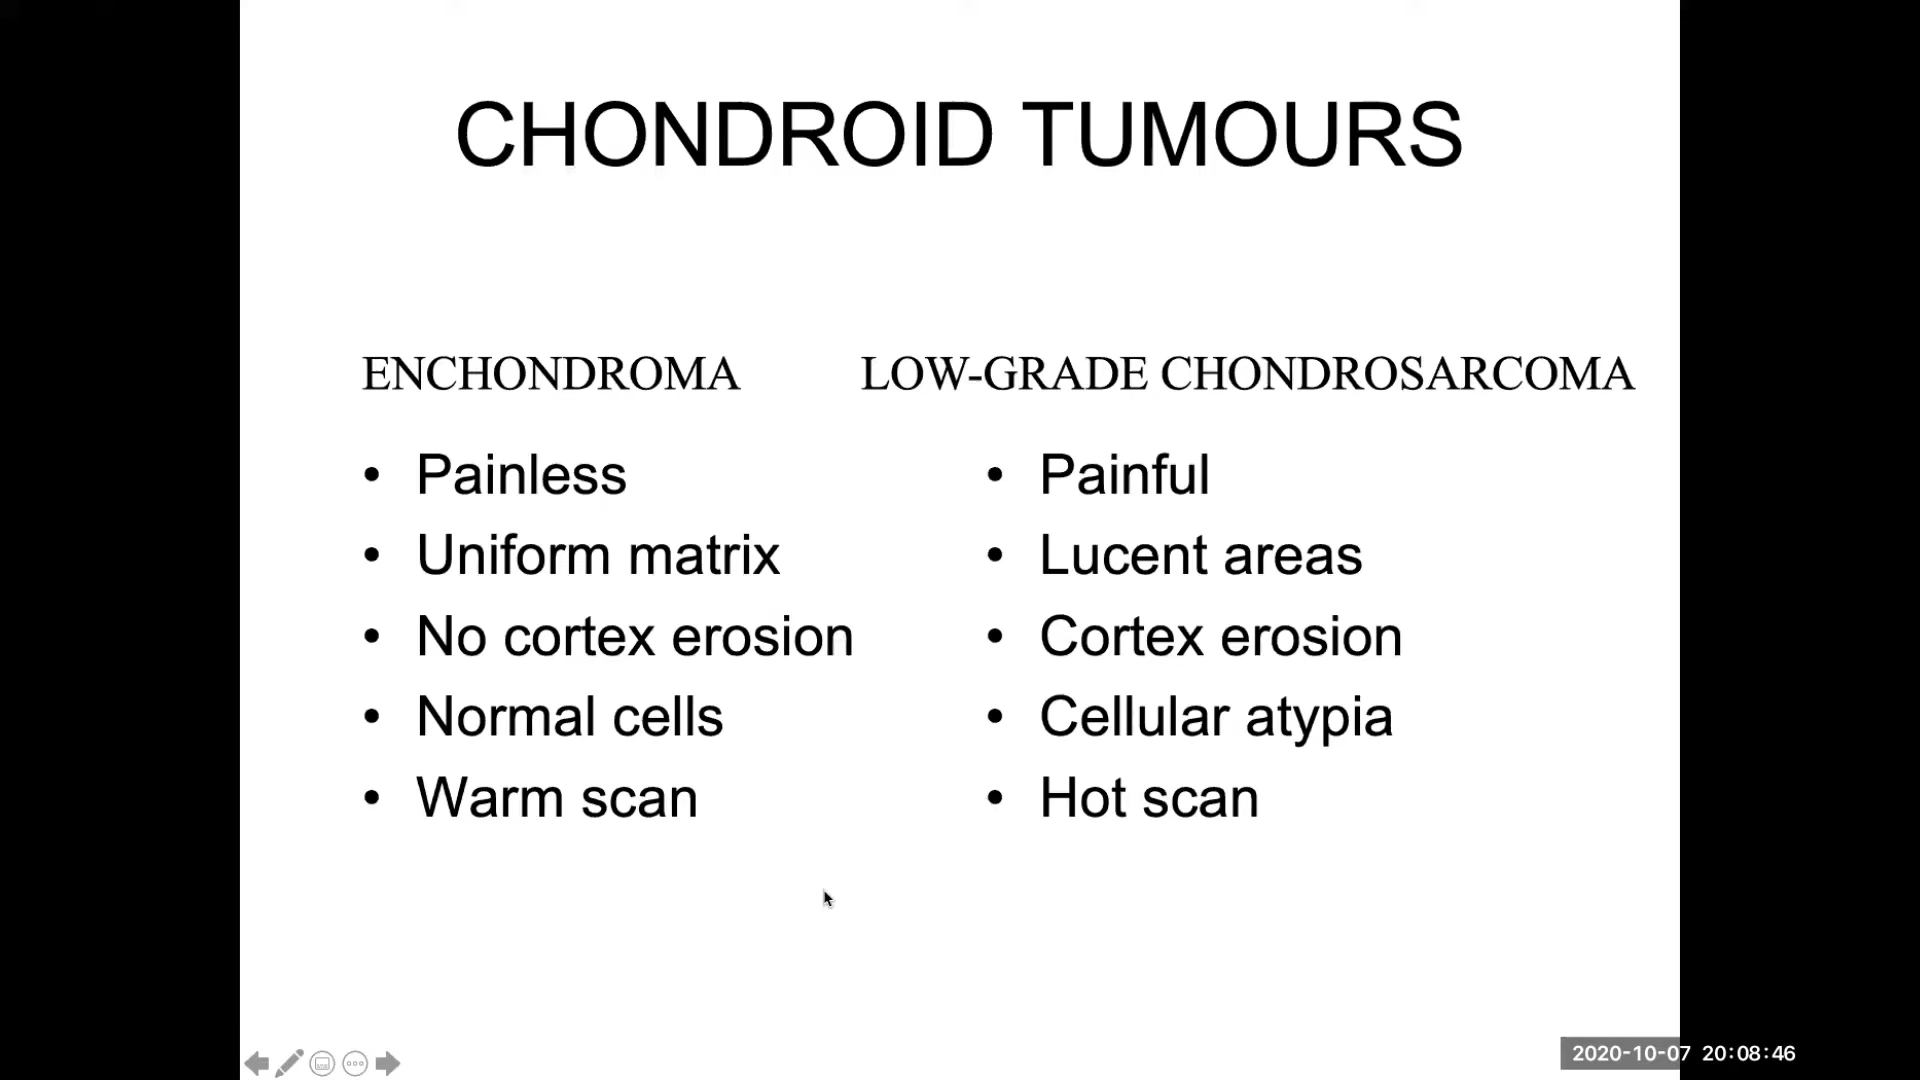 CHONDROID TUMOURS
ENCHONDROMA
• Painless
• Uniform matrix
• No cortex erosion
• Normal cells
• Warm scan
LOW-GRADE CHONDROSARCOMA
• Painful
• Lucent areas
• Cortex erosion
• Cellular atypia
• Hot scan
2020-10-07 20:08:46